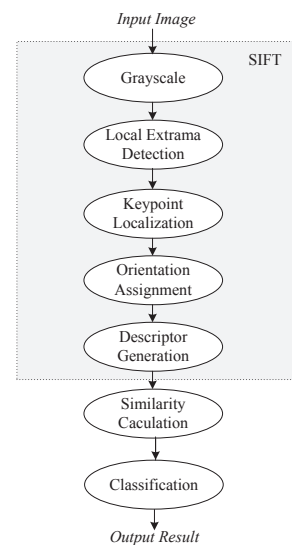 Input Image
SIFT
Grayscale
Local Extrama
Detection
Keypoint
Localization
Orientation
Assignment
Descriptor
Generation
Similarity
Caculation
Classification
Output Result